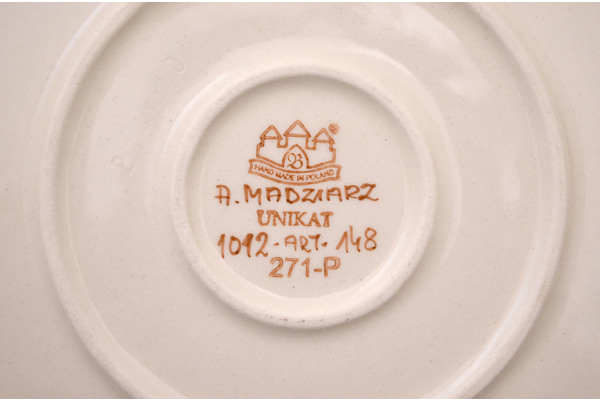 ®
B
HAND MADE IN POLAND
A. MADZIARZ
UNIKAT
1012-ART-148
271-P